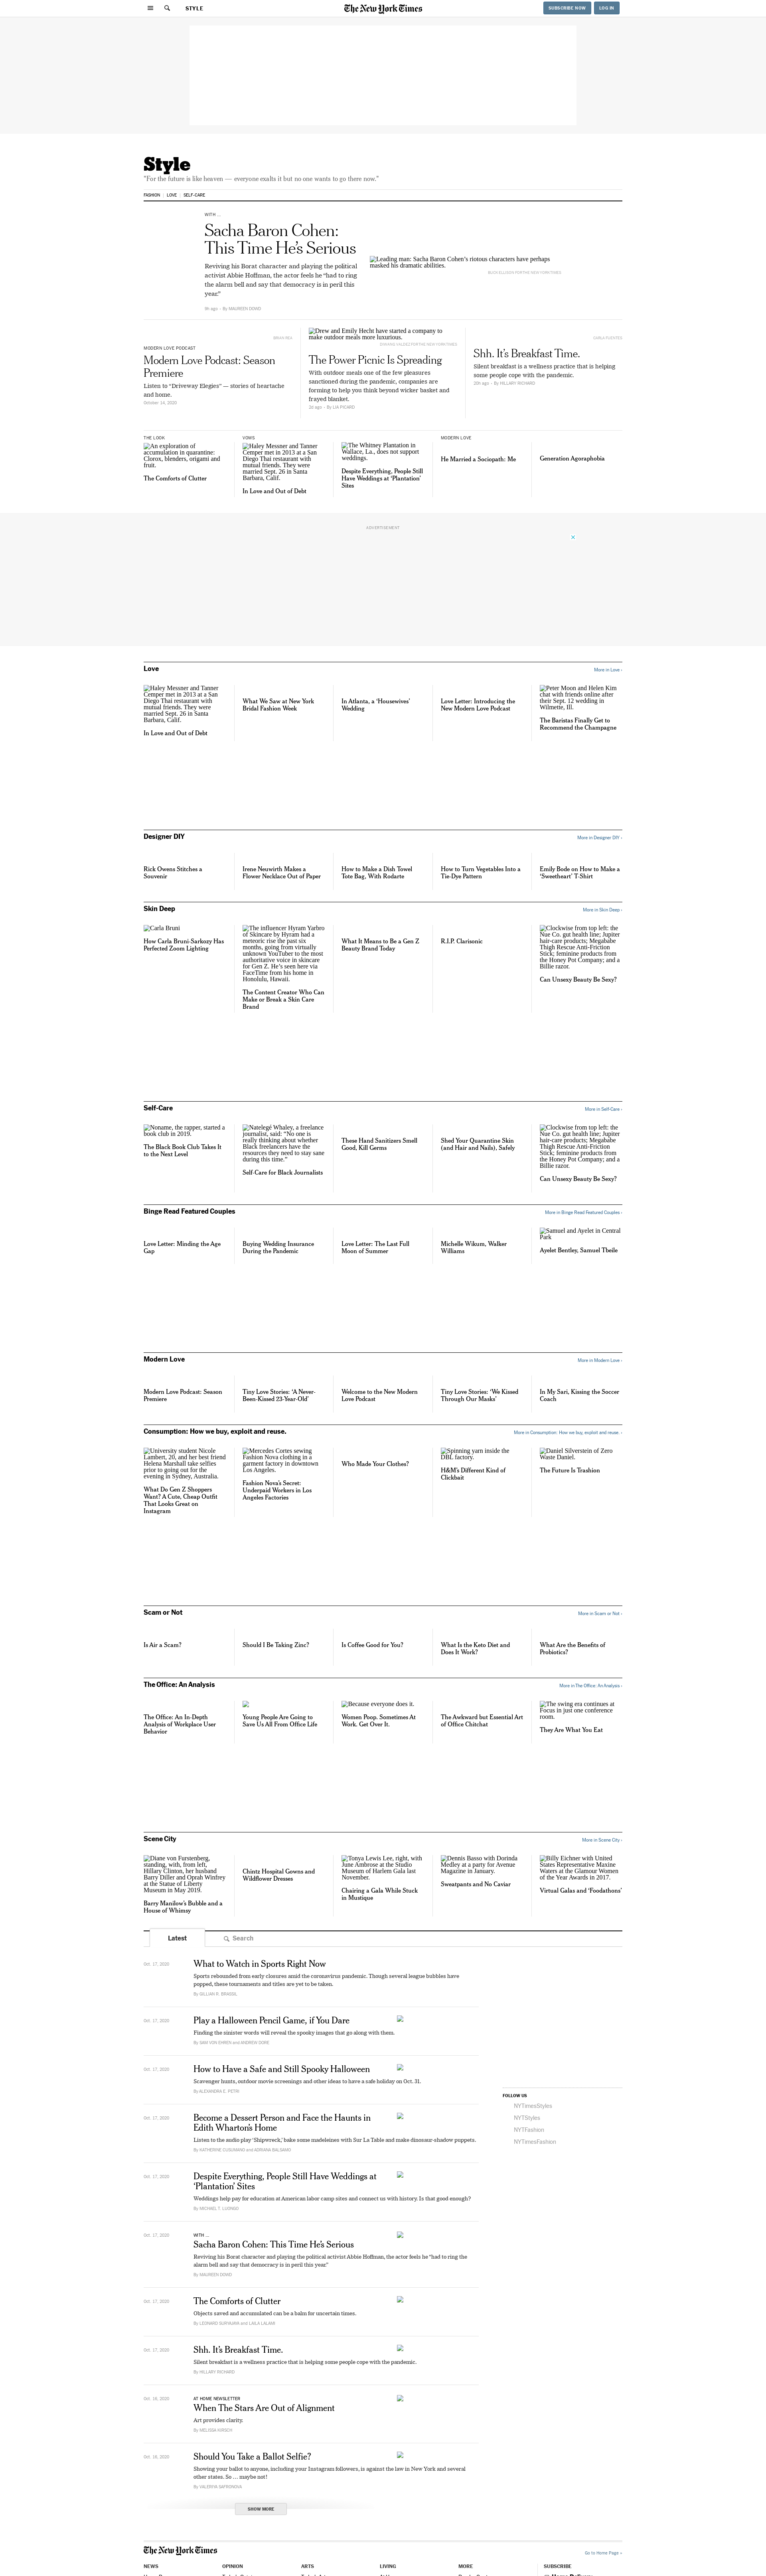 STYLE
The New York Times
SUBSCRIBE NOW
LOG IN
Style
"For the future is like heaven — everyone exalts it but no one wants to go there now."
FASHION
LOVE
SELF-CARE
WITH ...
Sacha Baron Cohen:
This Time He's Serious
Reviving his Borat character and playing the political
activist Abbie Hoffman, the actor feels he "had to ring
the alarm bell and say that democracy is in peril this
year."
By MAUREEN DOWD
Leading man: Sacha Baron Cohen's riotous characters have perhaps
masked his dramatic abilities.
BRIAN REA
MODERN LOVE PODCAST
Modern Love Podcast: Season
Premiere
Listen to "Driveway Elegies" — stories of heartache
and home.
October 14, 2020
Drew and Emily Hecht have started a company to
make outdoor meals more luxurious.
The Power Picnic Is Spreading
With outdoor meals one of the few pleasures
sanctioned during the pandemic, companies are
forming to help you think beyond wicker basket and
frayed blanket.
2d ago - By LIA PICARD
Shh. It's Breakfast Time.
Silent breakfast is a wellness practice that is helping
some people cope with the pandemic.
By HILLARY RICHARD
THE LOOK
An exploration of
accumulation in quarantine:
Clorox, blenders, origami and
fruit.
The Comforts of Clutter
VOWS
Haley Messner and Tanner
Cemper met in 2013 at a San
Diego Thai restaurant with
mutual friends. They were
married Sept. 26 in Santa
Barbara, Calif.
In Love and Out of Debt
The Whitney Plantation in
Wallace, La., does not support
weddings.
Despite Everything, People Still
Have Weddings at 'Plantation'
Sites
MODERN LOVE
He Married a Sociopath: Me
Generation Agoraphobia
ADVERTISEMENT
Love
More in Love ›
Haley Messner and Tanner
Cemper met in 2013 at a San
Diego Thai restaurant with
mutual friends. They were
married Sept. 26 in Santa
Barbara, Calif.
In Love and Out of Debt
What We Saw at New York
Bridal Fashion Week
In Atlanta, a 'Housewives'
Wedding
Love Letter: Introducing the
New Modern Love Podcast
Peter Moon and Helen Kim
chat with friends online after
their Sept. 12 wedding in
Wilmette, Ill.
The Baristas Finally Get to
Recommend the Champagne
Designer DIY
More in Designer DIY ›
Rick Owens Stitches a
Souvenir
Irene Neuwirth Makes a
Flower Necklace Out of Paper
How to Make a Dish Towel
Tote Bag, With Rodarte
How to Turn Vegetables Into a
Tie-Dye Pattern
Emily Bode on How to Make a
'Sweetheart' T-Shirt
Skin Deep
More in Skin Deep ›
Carla Bruni
How Carla Bruni-Sarkozy Has
Perfected Zoom Lighting
The influencer Hyram Yarbro
of Skincare by Hyram had a
meteoric rise the past six
months, going from virtually
unknown YouTuber to the most
authoritative voice in skincare
for Gen Z. He's seen here via
FaceTime from his home in
Honolulu, Hawaii.
The Content Creator Who Can
Make or Break a Skin Care
Brand
What It Means to Be a Gen Z
Beauty Brand Today
R.I.P. Clarisonic
Clockwise from top left: the
Nue Co. gut health line; Jupiter
hair-care products; Megababe
Thigh Rescue Anti-Friction
Stick; feminine products from
the Honey Pot Company; and a
Billie razor.
Can Unsexy Beauty Be Sexy?
Self-Care
More in Self-Care ›
Noname, the rapper, started a
book club in 2019.
The Black Book Club Takes It
to the Next Level
Natelegé Whaley, a freelance
journalist, said: "No one is
really thinking about whether
Black freelancers have the
resources they need to stay sane
during this time."
Self-Care for Black Journalists
These Hand Sanitizers Smell
Good, Kill Germs
Shed Your Quarantine Skin
(and Hair and Nails), Safely
Clockwise from top left: the
Nue Co. gut health line; Jupiter
hair-care products; Megababe
Thigh Rescue Anti-Friction
Stick; feminine products from
the Honey Pot Company; and a
Billie razor.
Can Unsexy Beauty Be Sexy?
Binge Read Featured Couples
More in Binge Read Featured Couples ›
Love Letter: Minding the Age
Gap
Buying Wedding Insurance
During the Pandemic
Love Letter: The Last Full
Moon of Summer
Michelle Wikum, Walker
Williams
Samuel and Ayelet in Central
Park
Ayelet Bentley, Samuel Tbeile
Modern Love
More in Modern Love ›
Modern Love Podcast: Season
Premiere
Tiny Love Stories: 'A Never-
Been-Kissed 23-Year-Old'
Welcome to the New Modern
Love Podcast
Tiny Love Stories: 'We Kissed
Through Our Masks'
In My Sari, Kissing the Soccer
Coach
Consumption: How we buy, exploit and reuse.
More in Consumption: How we buy, exploit and reuse. ›
University student Nicole
Lambert, 20, and her best friend
Helena Marshall take selfies
prior to going out for the
evening in Sydney, Australia.
What Do Gen Z Shoppers
Want? A Cute, Cheap Outfit
That Looks Great on
Instagram
Mercedes Cortes sewing
Fashion Nova clothing in a
garment factory in downtown
Los Angeles.
Fashion Nova's Secret:
Underpaid Workers in Los
Angeles Factories
Who Made Your Clothes?
Spinning yarn inside the
DBL factory.
H&M's Different Kind of
Clickbait
Daniel Silverstein of Zero
Waste Daniel.
The Future Is Trashion
Scam or Not
More in Scam or Not ›
Is Air a Scam?
Should I Be Taking Zinc?
Is Coffee Good for You?
What Is the Keto Diet and
Does It Work?
What Are the Benefits of
Probiotics?
The Office: An Analysis
More in The Office: An Analysis ›
The Office: An In-Depth
Analysis of Workplace User
Behavior
Young People Are Going to
Save Us All From Office Life
Because everyone does it.
Women Poop. Sometimes At
Work. Get Over It.
The Awkward but Essential Art
of Office Chitchat
The swing era continues at
Focus in just one conference
room.
They Are What You Eat
Scene City
More in Scene City ›
Diane von Furstenberg,
standing, with, from left,
Hillary Clinton, her husband
Barry Diller and Oprah Winfrey
at the Statue of Liberty
Museum in May 2019.
Barry Manilow's Bubble and a
House of Whimsy
Chintz Hospital Gowns and
Wildflower Dresses
Tonya Lewis Lee, right, with
June Ambrose at the Studio
Museum of Harlem Gala last
November.
Chairing a Gala While Stuck
in Mustique
Dennis Basso with Dorinda
Medley at a party for Avenue
Magazine in January.
Sweatpants and No Caviar
Billy Eichner with United
States Representative Maxine
Waters at the Glamour Women
of the Year Awards in 2017.
Virtual Galas and 'Foodathons'
Latest
Search
Oct. 17, 2020
What to Watch in Sports Right Now
Sports rebounded from early closures amid the coronavirus pandemic. Though several league bubbles have
popped, these tournaments and titles are yet to be taken.
By GILLIAN R. BRASSIL
Oct. 17, 2020
Play a Halloween Pencil Game, if You Dare
Finding the sinister words will reveal the spooky images that go along with them.
By SAM VON EHREN and ANDREW SORE
Oct. 17, 2020
How to Have a Safe and Still Spooky Halloween
Scavenger hunts, outdoor movie screenings and other ideas to have a safe holiday on Oct. 31.
By ALEXANDRA E. PETRI
Oct. 17, 2020
Become a Dessert Person and Face the Haunts in
Edith Wharton's Home
Listen to the audio play 'Shipwreck,' bake some madeleines with Sur La Table and make dinosaur-shadow puppets.
By KATHERINE CUSUMANO and ADRIANA BALSAMO
Oct. 17, 2020
Despite Everything, People Still Have Weddings at
'Plantation' Sites
Weddings help pay for education at American labor camp sites and connect us with history. Is that good enough?
By MICHAEL T. LUONGO
Oct. 17, 2020
WITH ...
Sacha Baron Cohen: This Time He's Serious
Reviving his Borat character and playing the political activist Abbie Hoffman, the actor feels he "had to ring the
alarm bell and say that democracy is in peril this year."
By MAUREEN DOWD
Oct. 17, 2020
The Comforts of Clutter
Objects saved and accumulated can be a balm for uncertain times.
Oct. 17, 2020
Shh. It's Breakfast Time.
Silent breakfast is a wellness practice that is helping some people cope with the pandemic.
By HILLARY RICHARD
Oct. 16, 2020
AT HOME NEWSLETTER
When The Stars Are Out of Alignment
Art provides clarity.
By MELISSA KIRSCH
Oct. 16, 2020
Should You Take a Ballot Selfie?
Showing your ballot to anyone, including your Instagram followers, is against the law in New York and several
other states. So … maybe not!
By VALERIYA SAFRONOVA
SHOW MORE
FOLLOW US
NYTimesStyles
NYTStyles
NYTFashion
NYTimesFashion
The New York Times
Go to Home Page »
NEWS
OPINION
ARTS
LIVING
MORE
SUBSCRIBE